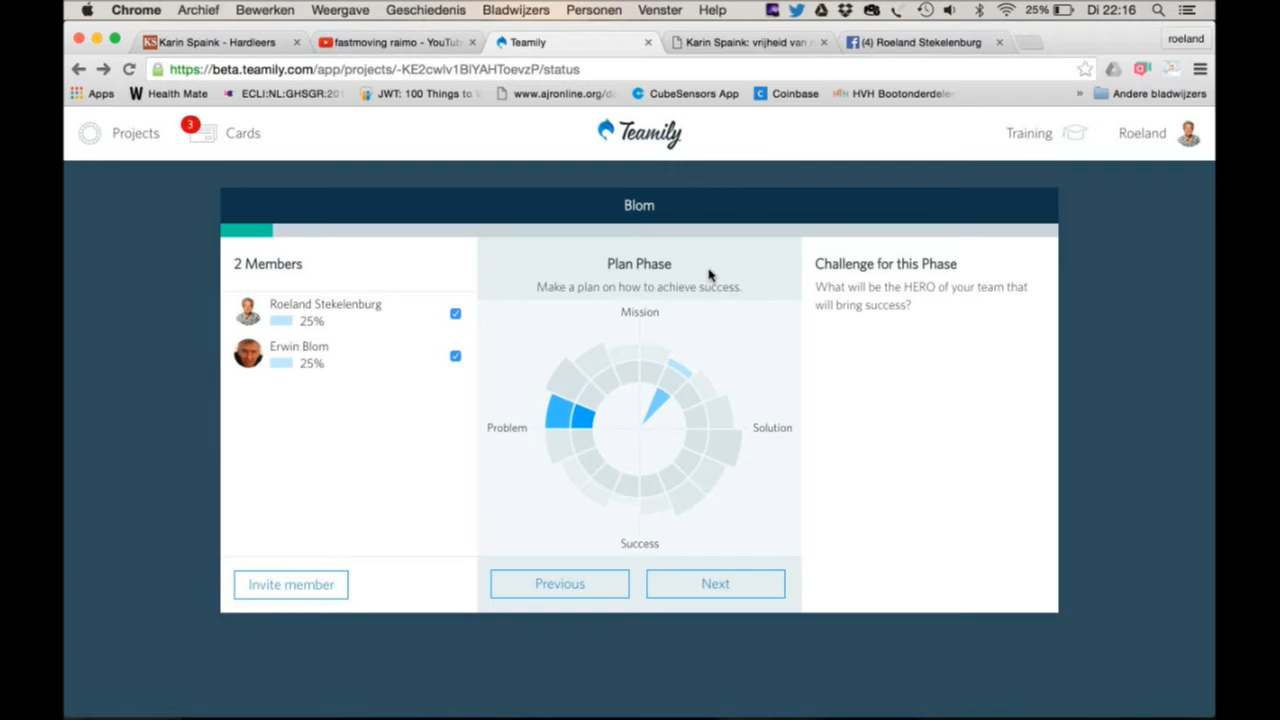 Chrome Archief Bewerken Weergave Geschiedenis Bladwijzers Personen Venster Help 25% Di 22:16
Karin Spaink - Hardleers fastmoving raimo - YouTu Teamily Karin Spaink: vrijheid van (4) Roeland Stekelenburg roeland
https://beta.teamily.com/app/projects/-KE2cwlv1BlYAHToevzP/status
Apps Health Mate ECLI:NL:GHSGR:20 JWT: 100 Things to www.ajronline.org/d CubeSensors App Coinbase HVH Bootonderdele » Andere bladwijzers
Projects 3 Cards Teamily Training Roeland
Blom
2 Members
Roeland Stekelenburg
25%
Erwin Blom
25%
Invite member
Plan Phase
Make a plan on how to achieve success.
Mission
Problem
Solution
Success
Previous Next
Challenge for this Phase
What will be the HERO of your team that
will bring success?